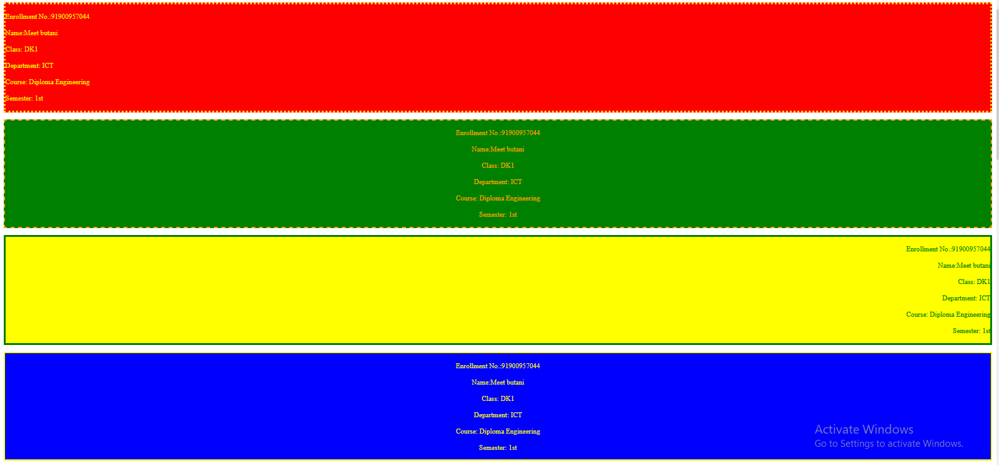 Enrollment No.:91900957044
Name:Meet butani
Class: DK1
Department: ICT
Course: Diploma Engineering
Semester: 1st
Enrollment No.:91900957044
Name:Meet butani
Class: DK1
Department: ICT
Course: Diploma Engineering
Semester: 1st
Enrollment No.:91900957044
Name:Meet butani
Class: DK1
Department: ICT
Course: Diploma Engineering
Semester: 1st
Enrollment No.:91900957044
Name:Meet butani
Class: DK1
Department: ICT
Course: Diploma Engineering
Semester: 1st
Activate Windows
Go to Settings to activate Windows.